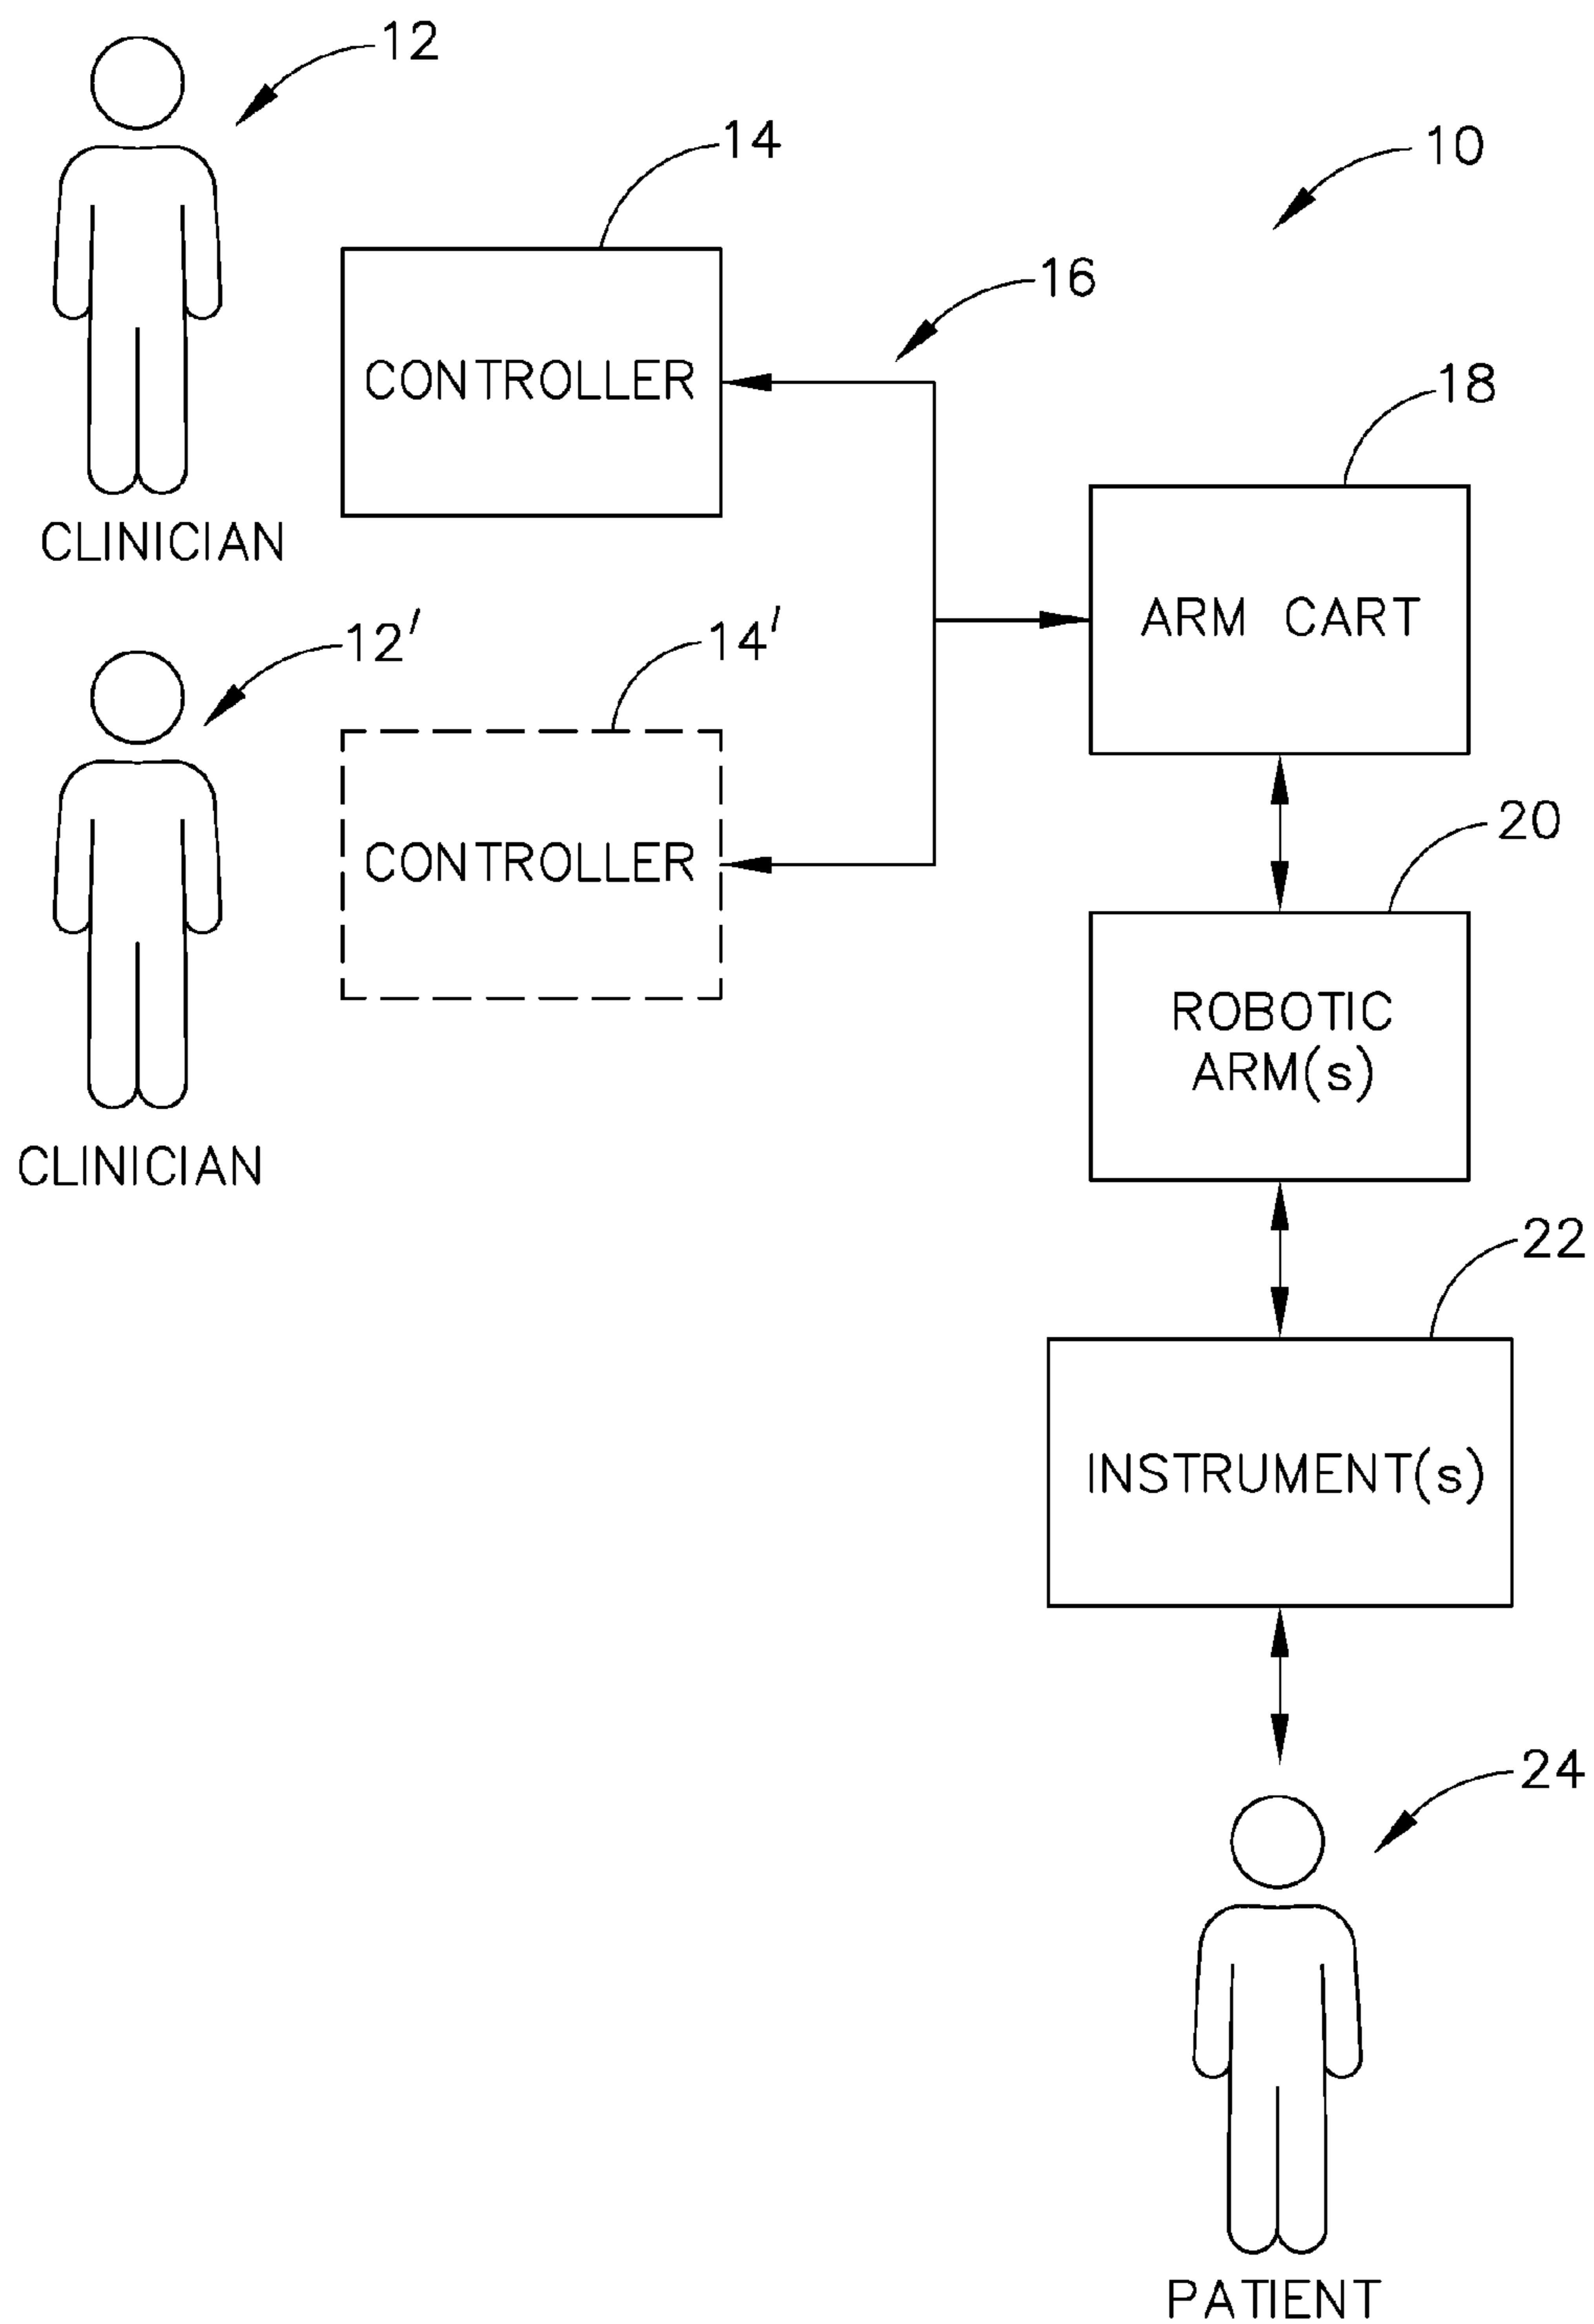 12
14
10
16
CONTROLLER
18
CLINICIAN
ARM CART
12'
14'
CONTROLLER
20
ROBOTIC
ARM(s)
CLINICIAN
22
INSTRUMENT(s)
24
PATIENT